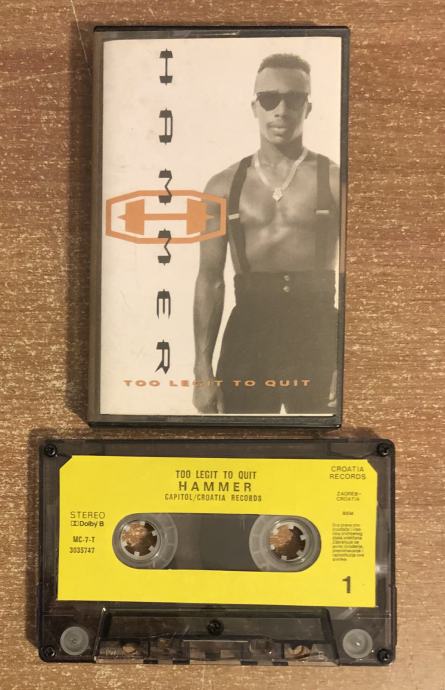 HAMMER
H
TOO LEGIT TO QUIT
TOO LEGIT TO QUIT
HAMMER
CAPITOL/CROATIA RECORDS
CROATIA
RECORDS
ZAGREB-
CROATIA
STEREO
Dolby B
MC-7-T
3035747
1